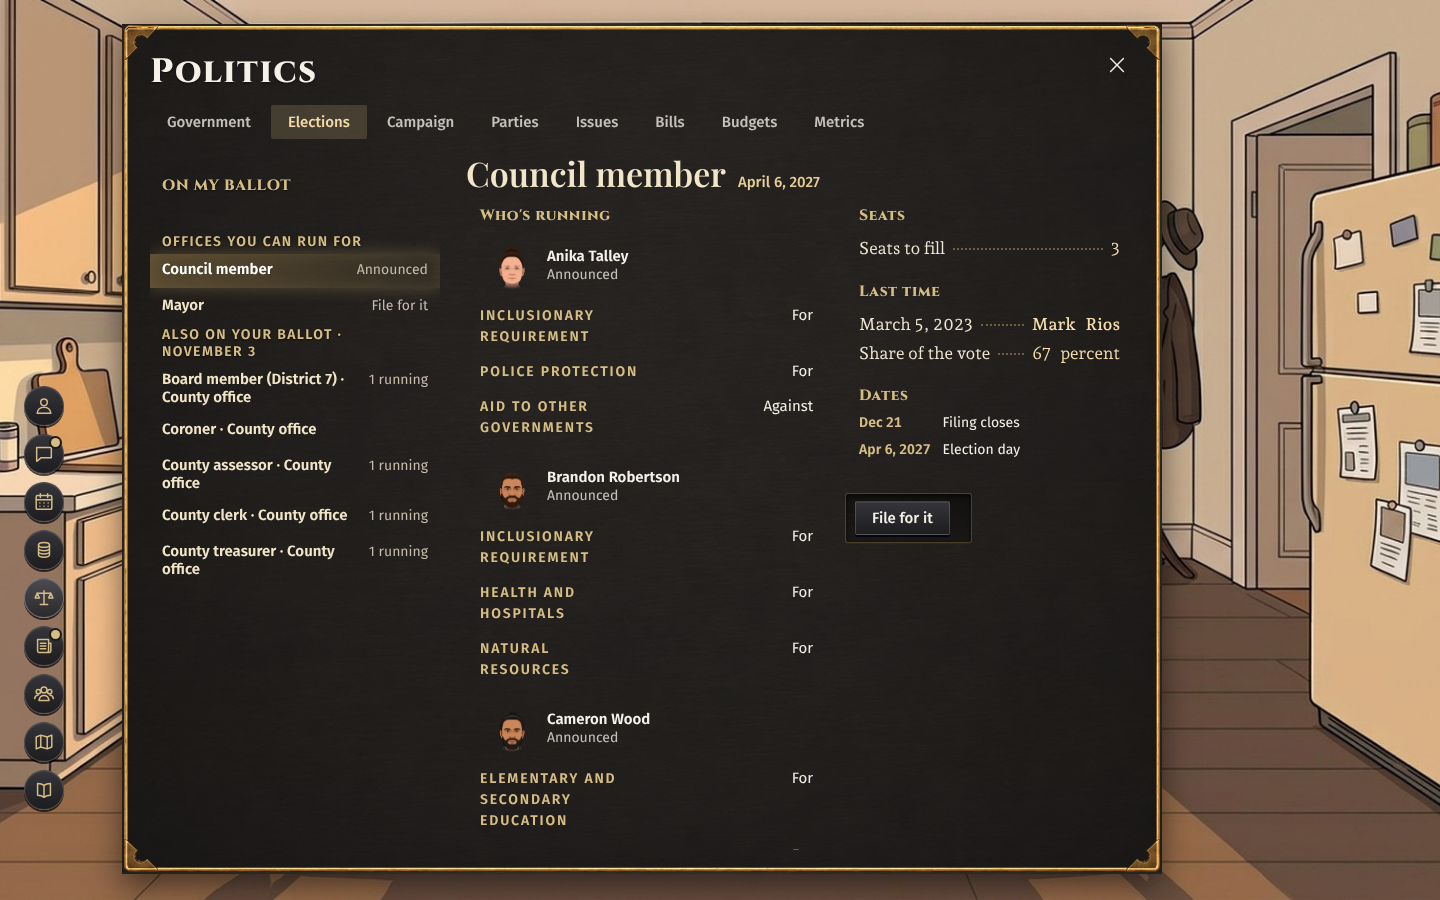 Politics
Government
Elections
Campaign
Parties
Issues
Bills
Budgets
Metrics
On my ballot
OFFICES YOU CAN RUN FOR
Council member
Announced
Mayor
File for it
ALSO ON YOUR BALLOT ·
NOVEMBER 3
Board member (District 7) ·
County office
1 running
Coroner · County office
County assessor · County
office
1 running
County clerk · County office
1 running
County treasurer · County
office
1 running
Council member
April 6, 2027
Who's running
Anika Talley
Announced
INCLUSIONARY
REQUIREMENT
For
POLICE PROTECTION
For
AID TO OTHER
GOVERNMENTS
Against
Brandon Robertson
Announced
INCLUSIONARY
REQUIREMENT
For
HEALTH AND
HOSPITALS
For
NATURAL
RESOURCES
For
Cameron Wood
Announced
ELEMENTARY AND
SECONDARY
EDUCATION
For
Seats
Seats to fill
3
Last time
March 5, 2023
Mark Rios
Share of the vote
67 percent
Dates
Dec 21
Filing closes
Apr 6, 2027
Election day
File for it